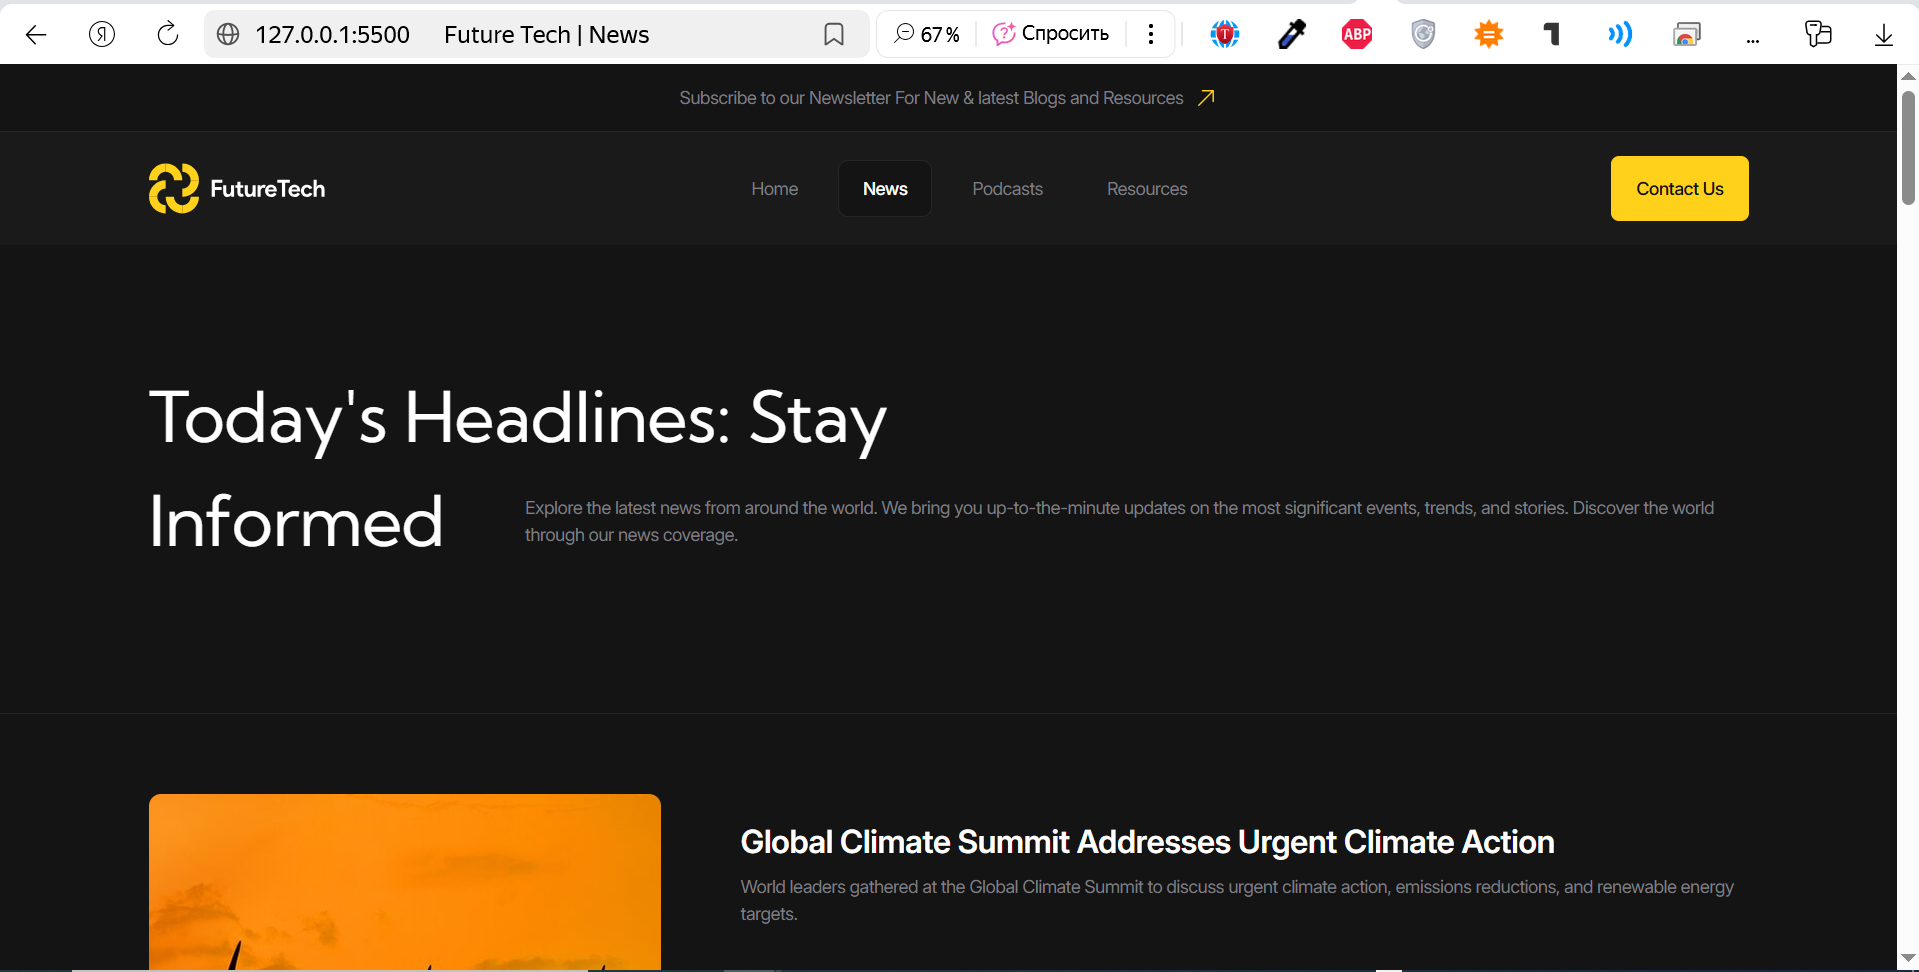 Я 127.0.0.1:5500 Future Tech | News 67 % Спросить T ABP ...
Subscribe to our Newsletter For New & latest Blogs and Resources
FutureTech Home News Podcasts Resources Contact Us
Today's Headlines: Stay
Informed
Explore the latest news from around the world. We bring you up-to-the-minute updates on the most significant events, trends, and stories. Discover the world
through our news coverage.
Global Climate Summit Addresses Urgent Climate Action
World leaders gathered at the Global Climate Summit to discuss urgent climate action, emissions reductions, and renewable energy
targets.